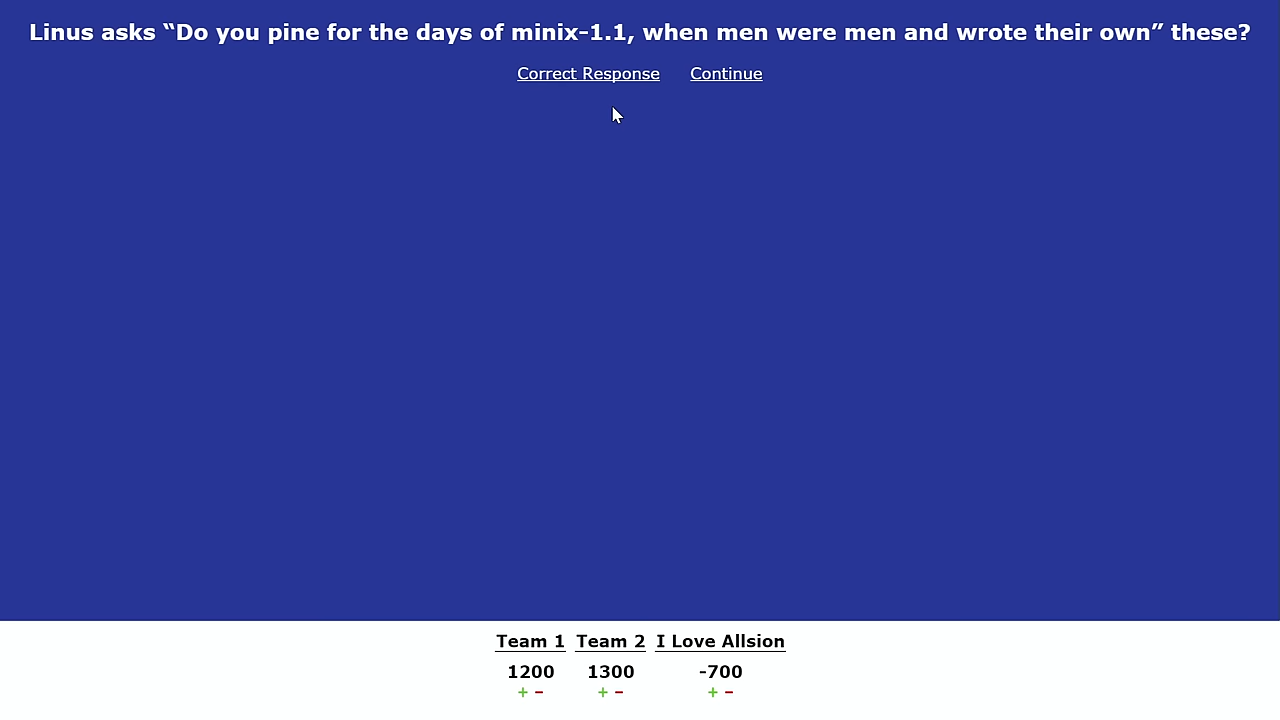 Linus asks “Do you pine for the days of minix-1.1, when men were men and wrote their own” these?
Correct Response Continue
Team 1 Team 2 I Love Allsion
1200 1300 -700
+ – + – + –